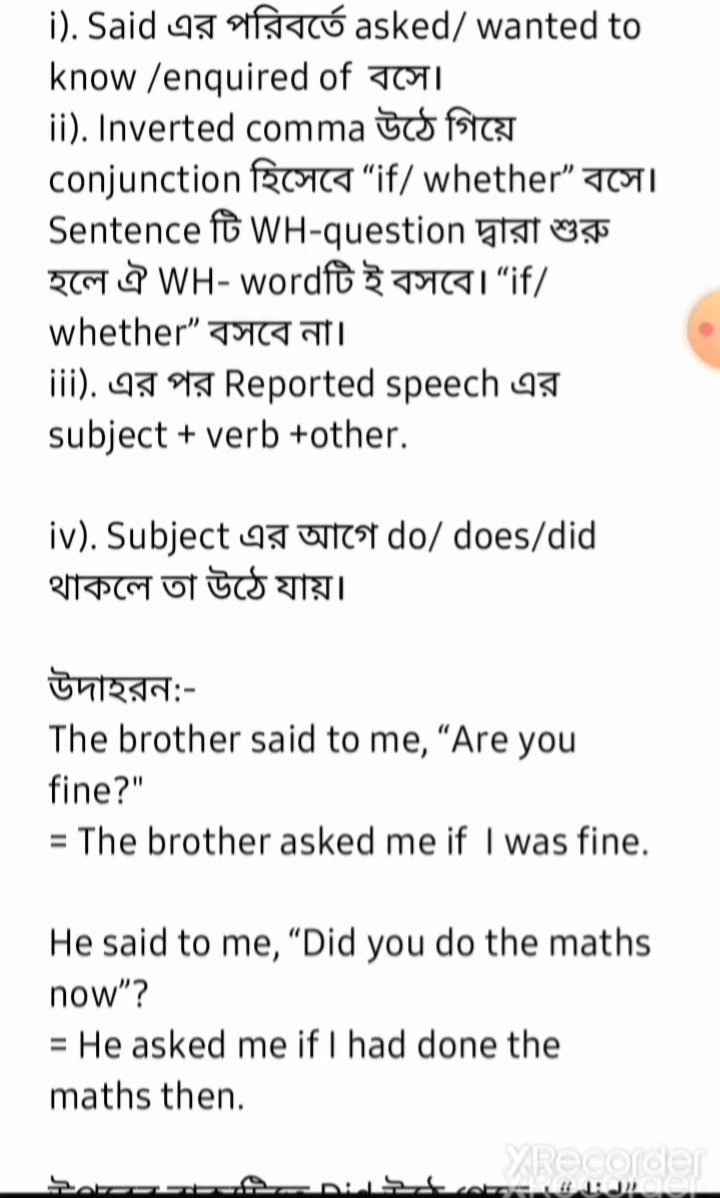 i). Said এর পরিবর্তে asked/ wanted to
know /enquired of বসে।
ii). Inverted comma উঠে গিয়ে
conjunction হিসেবে “if/ whether” বসে।
Sentence টি WH-question দ্বারা শুরু
হলে ঐ WH- wordটি ই বসবে। “if/
whether” বসবে না।
iii). এর পর Reported speech এর
subject + verb +other.
iv). Subject এর আগে do/ does/did
থাকলে তা উঠে যায়।
উদাহরন:-
The brother said to me, “Are you
fine?"
= The brother asked me if I was fine.
He said to me, “Did you do the maths
now”?
= He asked me if I had done the
maths then.
XRecorder